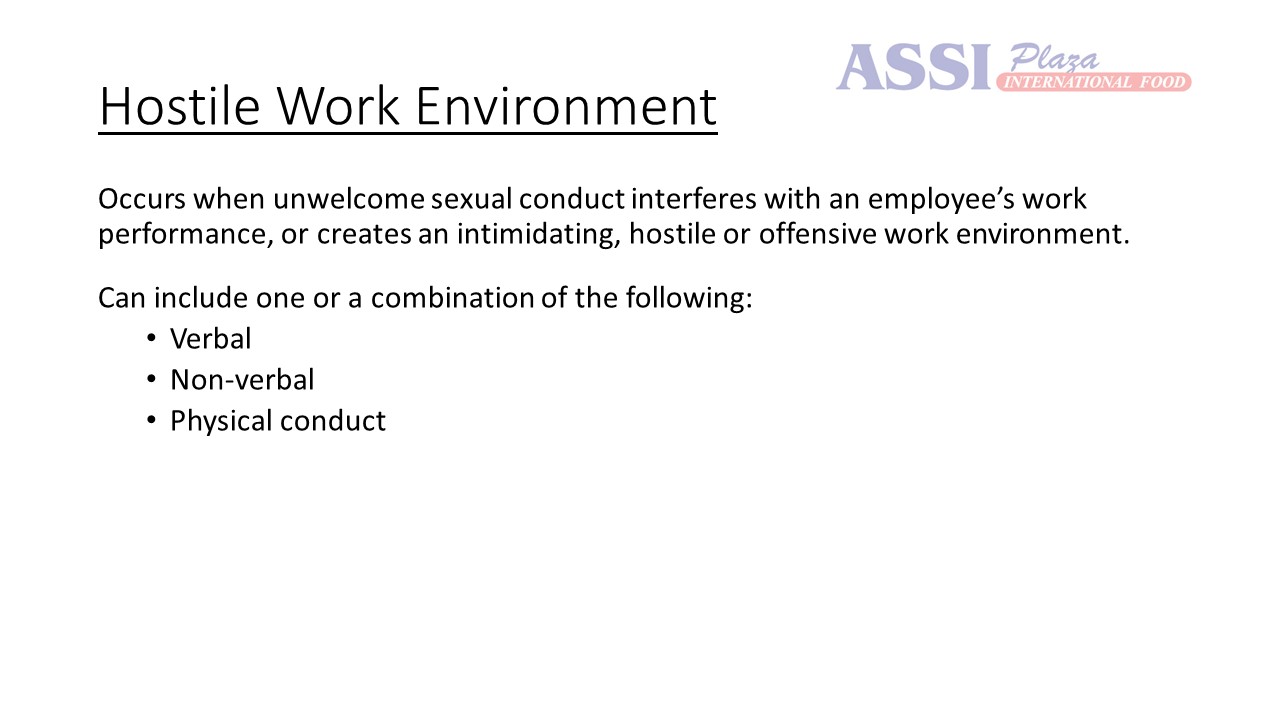 ASSI Plaza
INTERNATIONAL FOOD
Hostile Work Environment
Occurs when unwelcome sexual conduct interferes with an employee’s work
performance, or creates an intimidating, hostile or offensive work environment.
Can include one or a combination of the following:
• Verbal
• Non-verbal
• Physical conduct